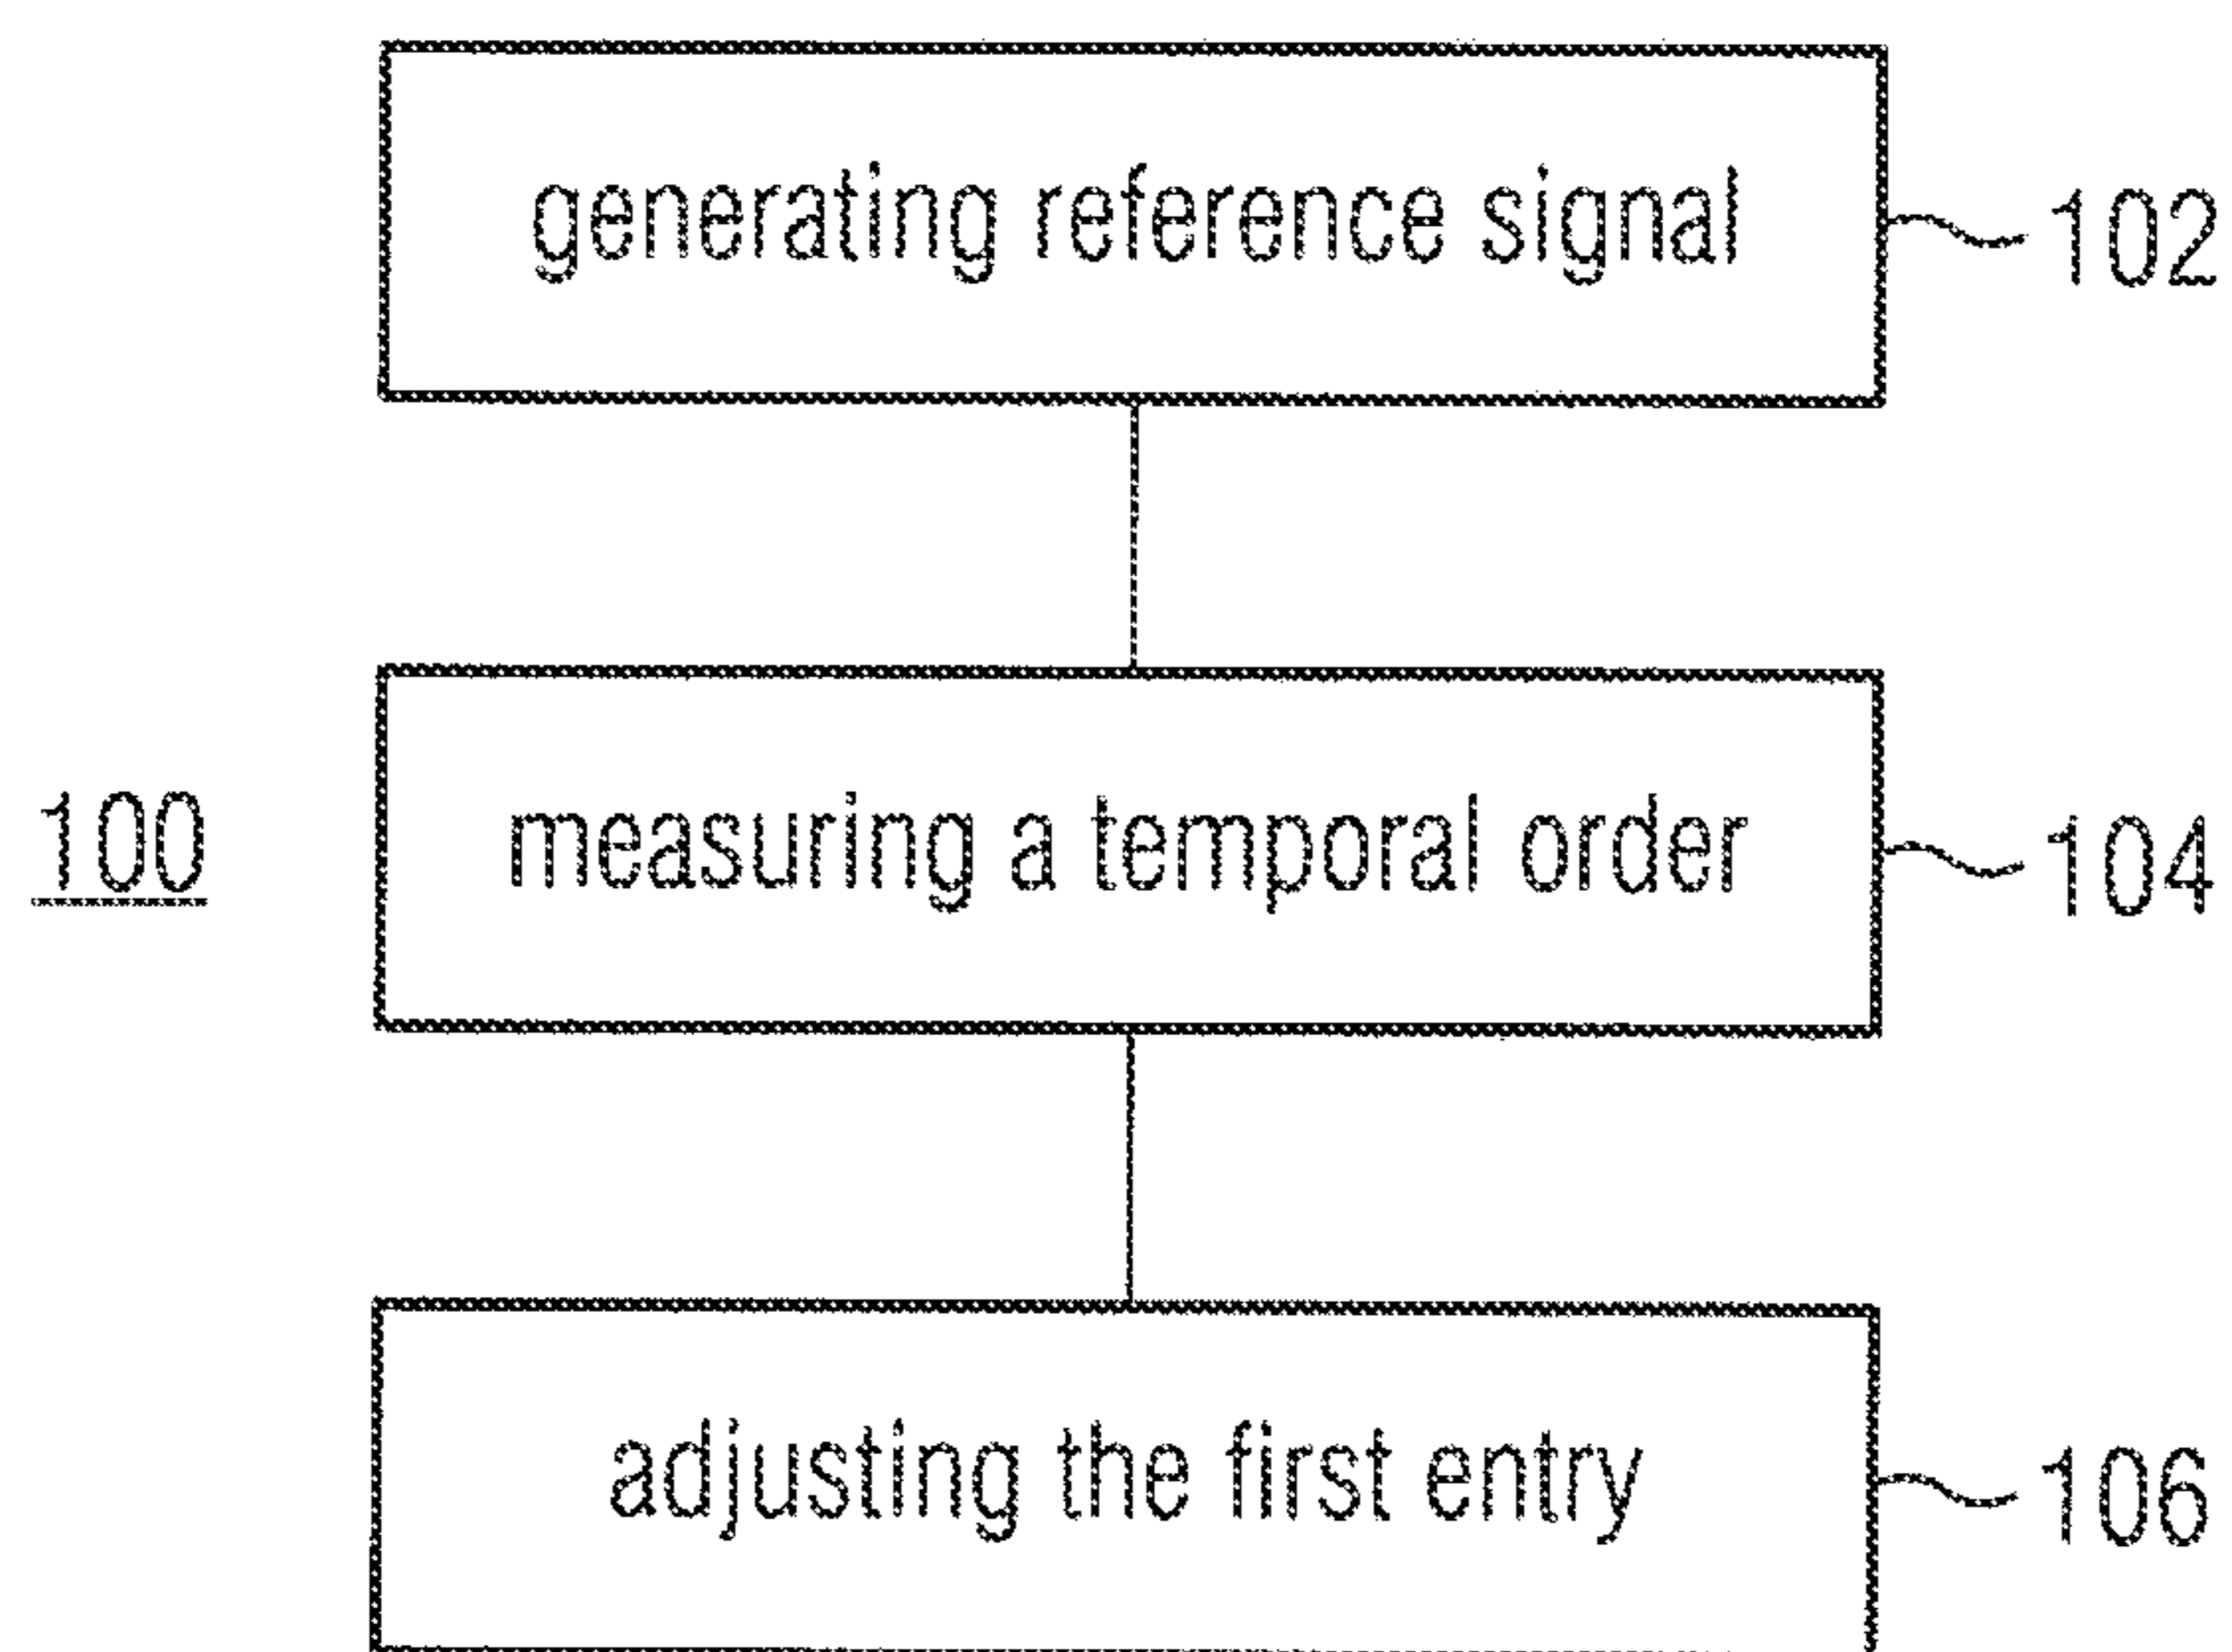 generating reference signal
102
100
measuring a temporal order
104
adjusting the first entry
106